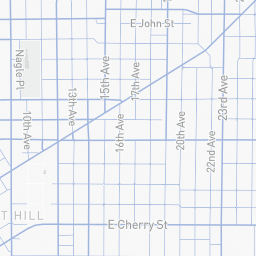 E John St
Nagle Pl
15th Ave
17th Ave
23rd Ave
10th Ave
13th Ave
16th Ave
20th Ave
22nd Ave
T HILL
E Cherry St